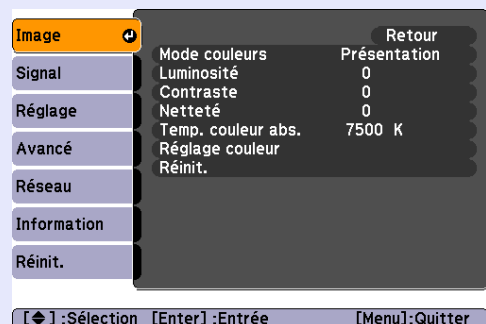 Image
Signal
Réglage
Avancé
Réseau
Information
Réinit.
Retour
Mode couleurs Présentation
Luminosité 0
Contraste 0
Netteté 0
Temp. couleur abs. 7500 K
Réglage couleur
Réinit.
[◆] :Sélection [Enter] :Entrée [Menu]:Quitter